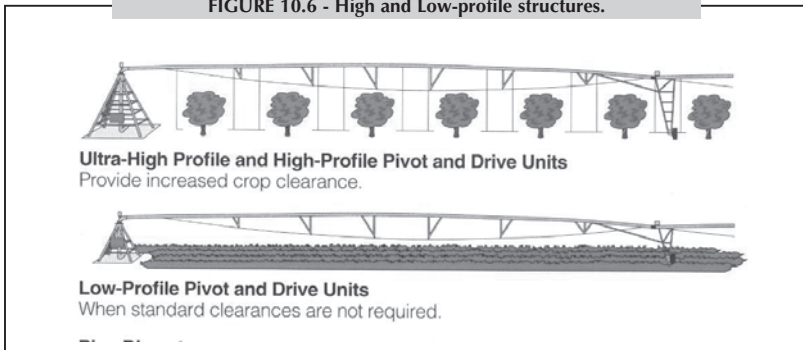 FIGURE 10.6 - High and Low-profile structures.
Ultra-High Profile and High-Profile Pivot and Drive Units
Provide increased crop clearance.
Low-Profile Pivot and Drive Units
When standard clearances are not required.